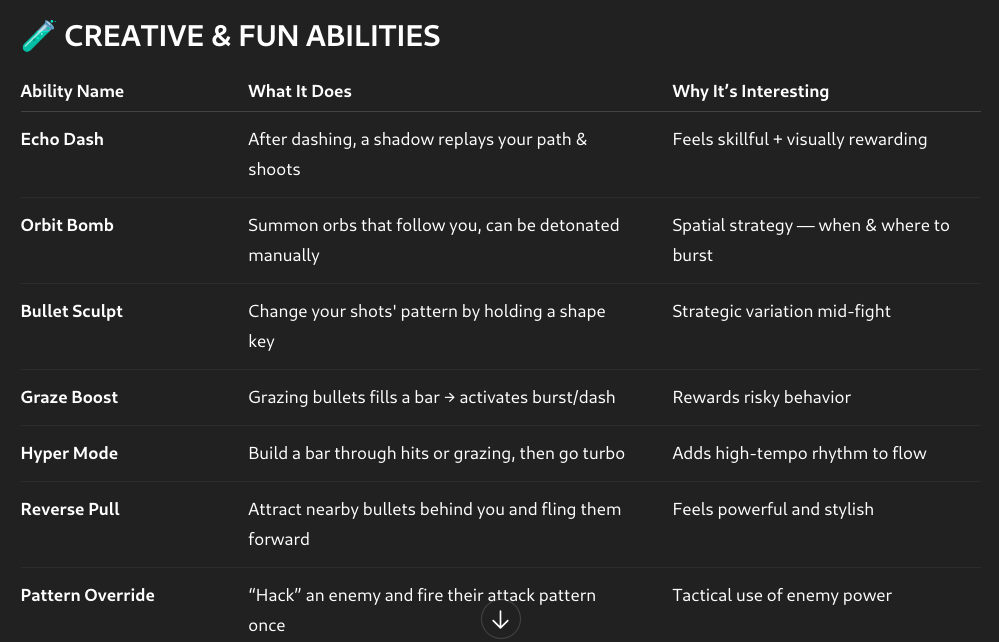 🧪 CREATIVE & FUN ABILITIES
Ability Name What It Does Why It’s Interesting
Echo Dash After dashing, a shadow replays your path & Feels skillful + visually rewarding
shoots
Orbit Bomb Summon orbs that follow you, can be detonated Spatial strategy — when & where to
manually burst
Bullet Sculpt Change your shots' pattern by holding a shape Strategic variation mid-fight
key
Graze Boost Grazing bullets fills a bar → activates burst/dash Rewards risky behavior
Hyper Mode Build a bar through hits or grazing, then go turbo Adds high-tempo rhythm to flow
Reverse Pull Attract nearby bullets behind you and fling them Feels powerful and stylish
forward
Pattern Override “Hack” an enemy and fire their attack pattern Tactical use of enemy power
once